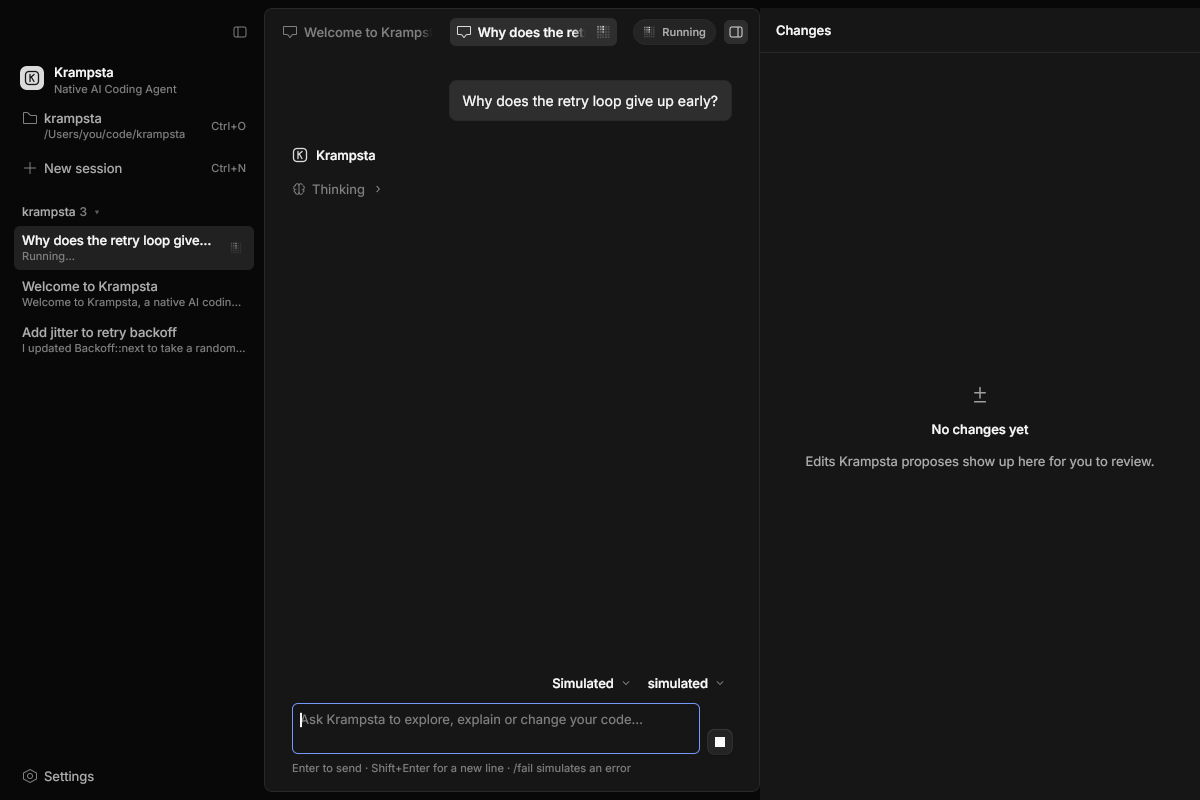 Krampsta
Native AI Coding Agent
krampsta
/Users/you/code/krampsta
Ctrl+O
New session
Ctrl+N
krampsta 3
Why does the retry loop give...
Running...
Welcome to Krampsta
Welcome to Krampsta, a native AI codin...
Add jitter to retry backoff
I updated Backoff::next to take a random...
Settings
Welcome to Kramps
Why does the ret
Running
Why does the retry loop give up early?
Krampsta
Thinking
Simulated
simulated
Ask Krampsta to explore, explain or change your code...
Enter to send · Shift+Enter for a new line · /fail simulates an error
Changes
No changes yet
Edits Krampsta proposes show up here for you to review.